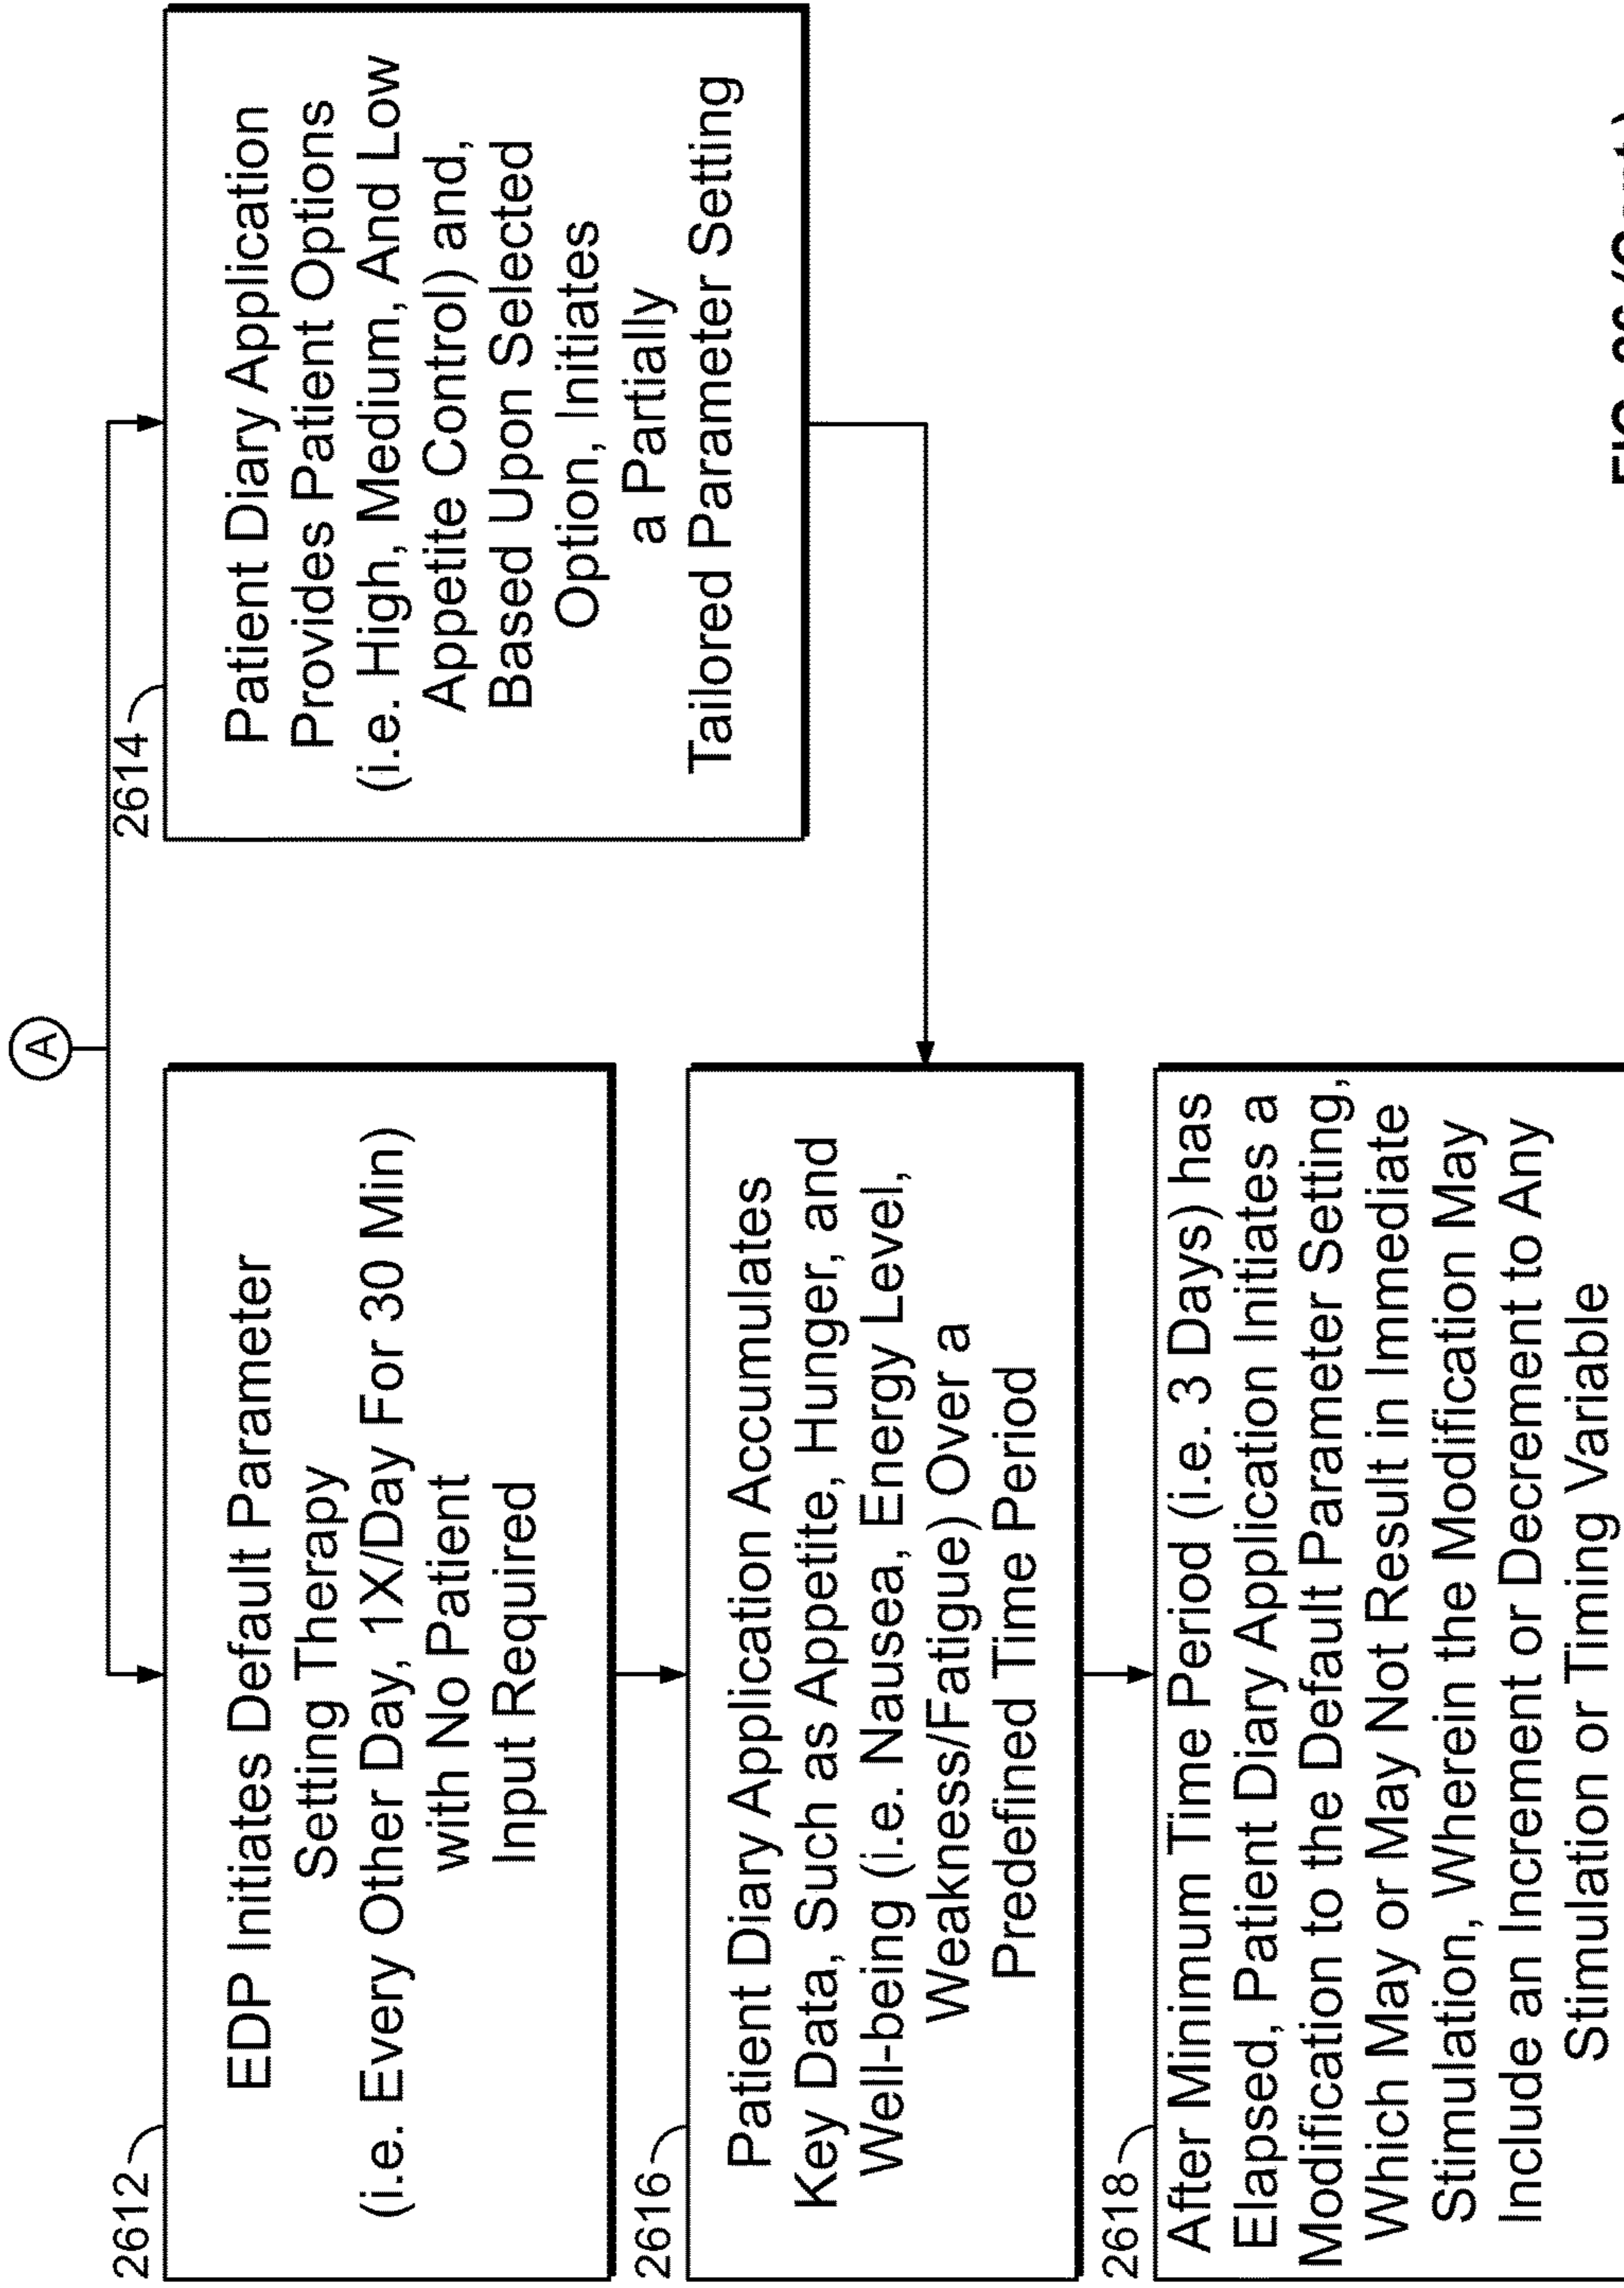 A
2612
EDP Initiates Default Parameter
Setting Therapy
(i.e. Every Other Day, 1X/Day For 30 Min)
with No Patient
Input Required
2614
Patient Diary Application
Provides Patient Options
(i.e. High, Medium, And Low
Appetite Control) and,
Based Upon Selected
Option, Initiates
a Partially
Tailored Parameter Setting
2616
Patient Diary Application Accumulates
Key Data, Such as Appetite, Hunger, and
Well-being (i.e. Nausea, Energy Level,
Weakness/Fatigue) Over a
Predefined Time Period
2618
After Minimum Time Period (i.e. 3 Days) has
Elapsed, Patient Diary Application Initiates a
Modification to the Default Parameter Setting,
Which May or May Not Result in Immediate
Stimulation, Wherein the Modification May
Include an Increment or Decrement to Any
Stimulation or Timing Variable